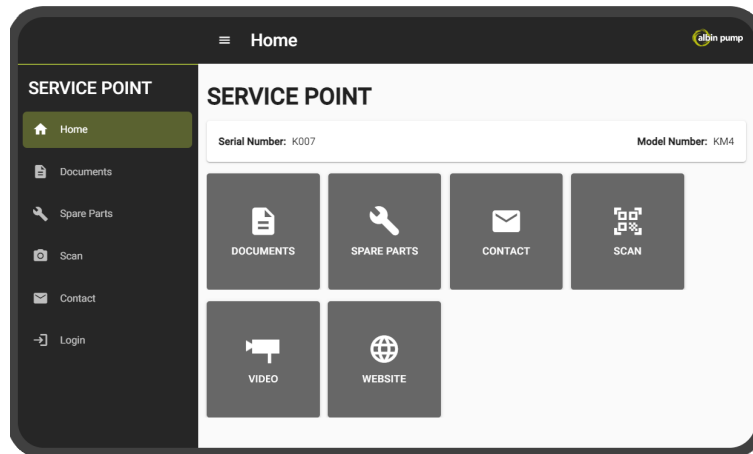 Home
albin pump
SERVICE POINT
Home
Documents
Spare Parts
Scan
Contact
Login
SERVICE POINT
Serial Number: K007
Model Number: KM4
DOCUMENTS
SPARE PARTS
CONTACT
SCAN
VIDEO
WEBSITE